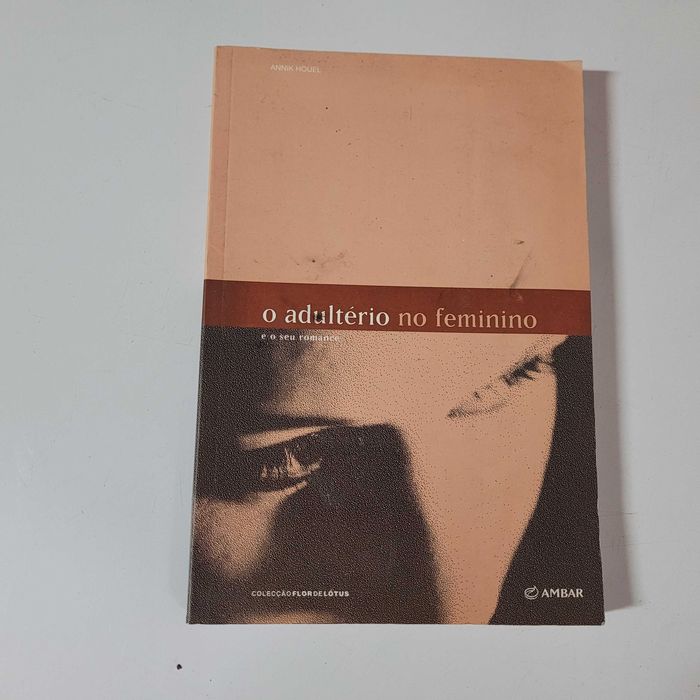 ANNIK HOUEL
o adultério no feminino
e o seu romance
COLECÇÃO FLOR DE LÓTUS
AMBAR